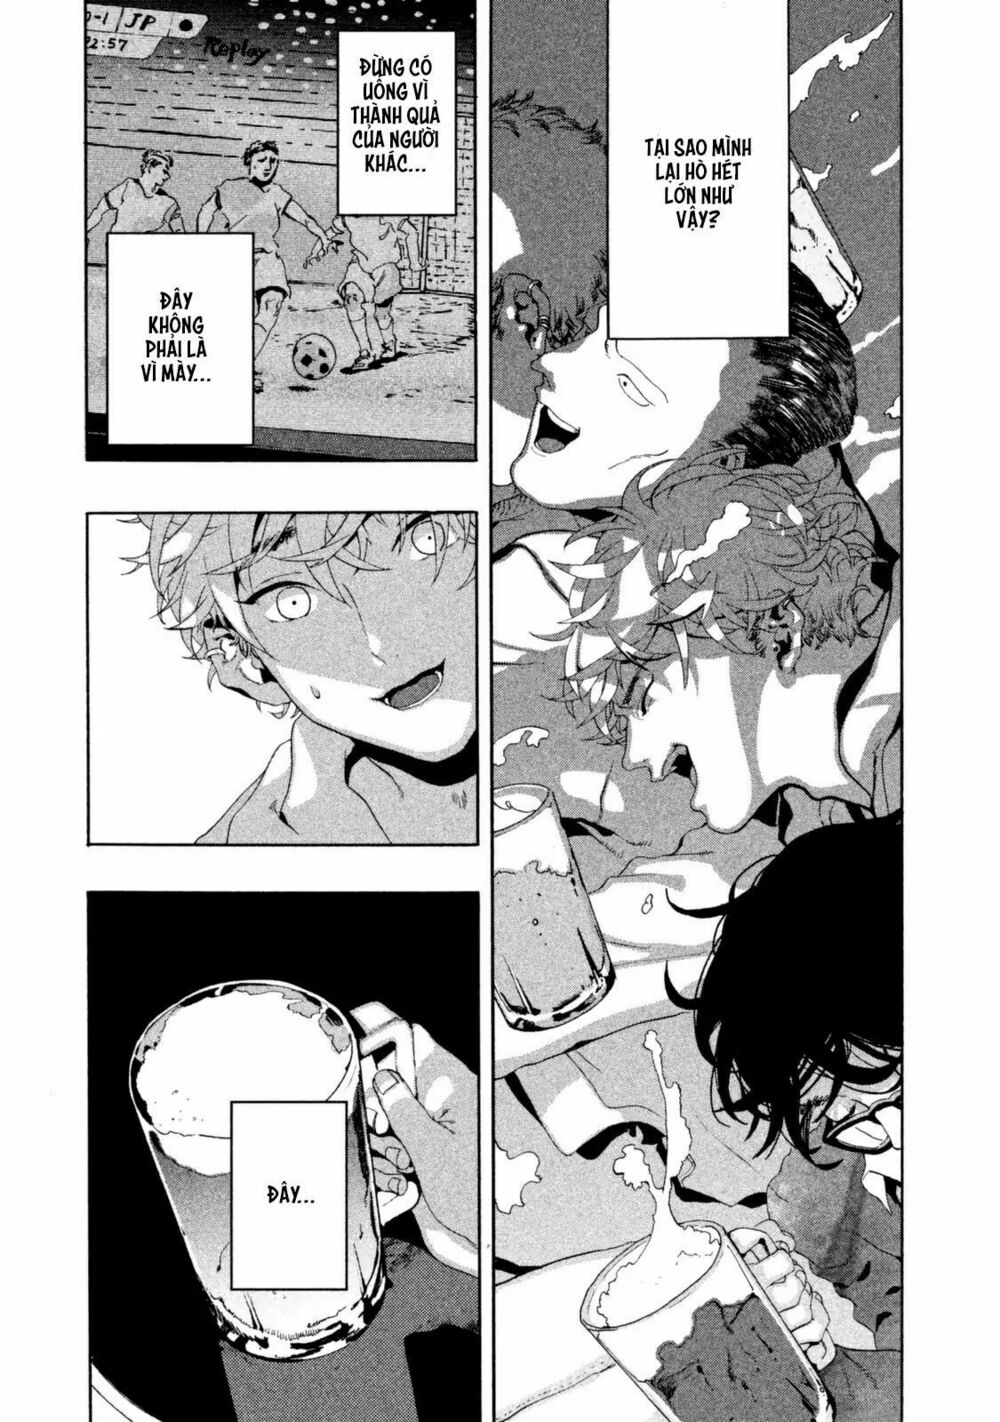 TẠI SAO MÌNH
LẠI HÒ HÉT
LỚN NHƯ
VẬY?
0-1 JP
22:57
Replay
ĐỪNG CÓ
UỐNG VÌ
THÀNH QUẢ
CỦA NGƯỜI
KHÁC...
ĐÂY
KHÔNG
PHẢI LÀ
VÌ MÀY...
ĐÂY...